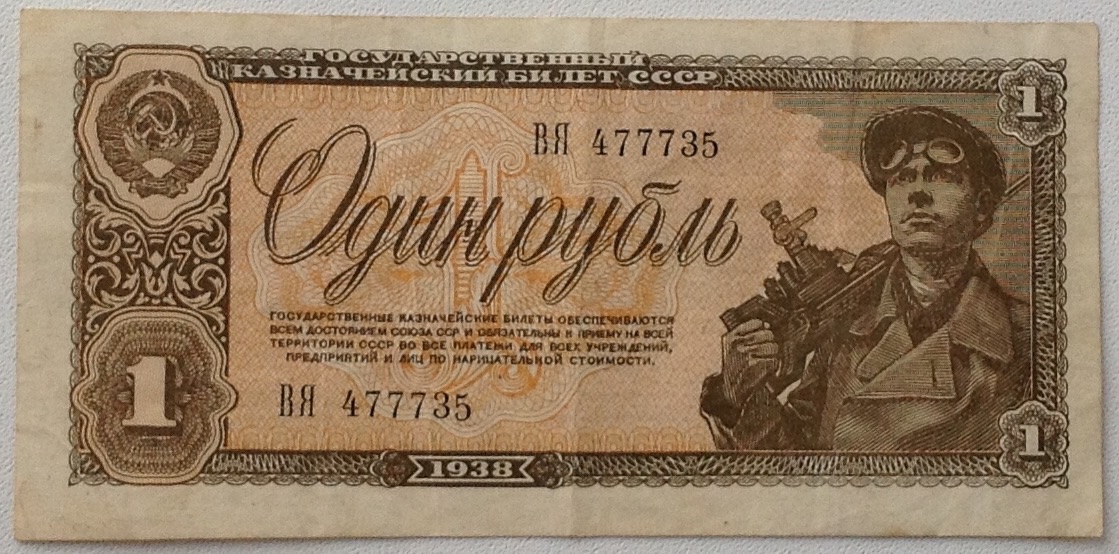 ГОСУДАРСТВЕННЫЙ
КАЗНАЧЕЙСКИЙ БИЛЕТ СССР
1
ВЯ 477735
Один рубль
ГОСУДАРСТВЕННЫЕ КАЗНАЧЕЙСКИЕ БИЛЕТЫ ОБЕСПЕЧИВАЮТСЯ
ВСЕМ ДОСТОЯНИЕМ СОЮЗА ССР И ОБЯЗАТЕЛЬНЫ К ПРИЕМУ НА ВСЕЙ
ТЕРРИТОРИИ СССР ВО ВСЕ ПЛАТЕЖИ ДЛЯ ВСЕХ УЧРЕЖДЕНИЙ,
ПРЕДПРИЯТИЙ И ЛИЦ ПО НАРИЦАТЕЛЬНОЙ СТОИМОСТИ.
1
ВЯ 477735
1
1938